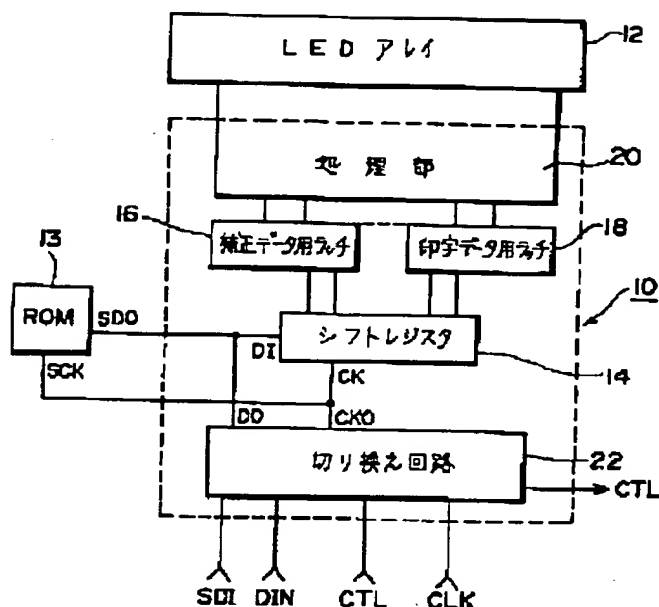 LEDアレイ
12
処理部
20
16
補正データ用ラッチ
印字データ用ラッチ
18
13
ROM
SDO
SCK
10
DI
シフトレジスタ
14
CK
DO
CKO
切り換え回路
22
CTL
SDI DIN CTL CLK